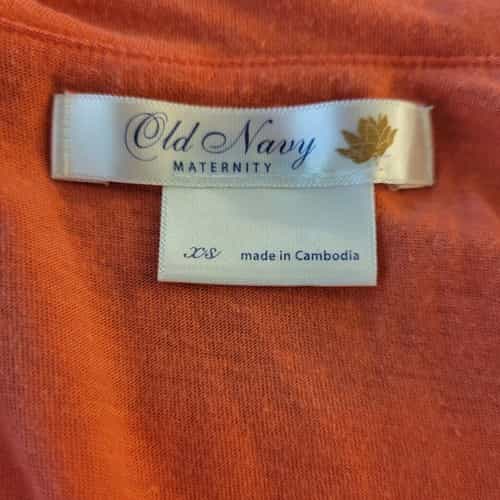 Old Navy
MATERNITY
xs made in Cambodia